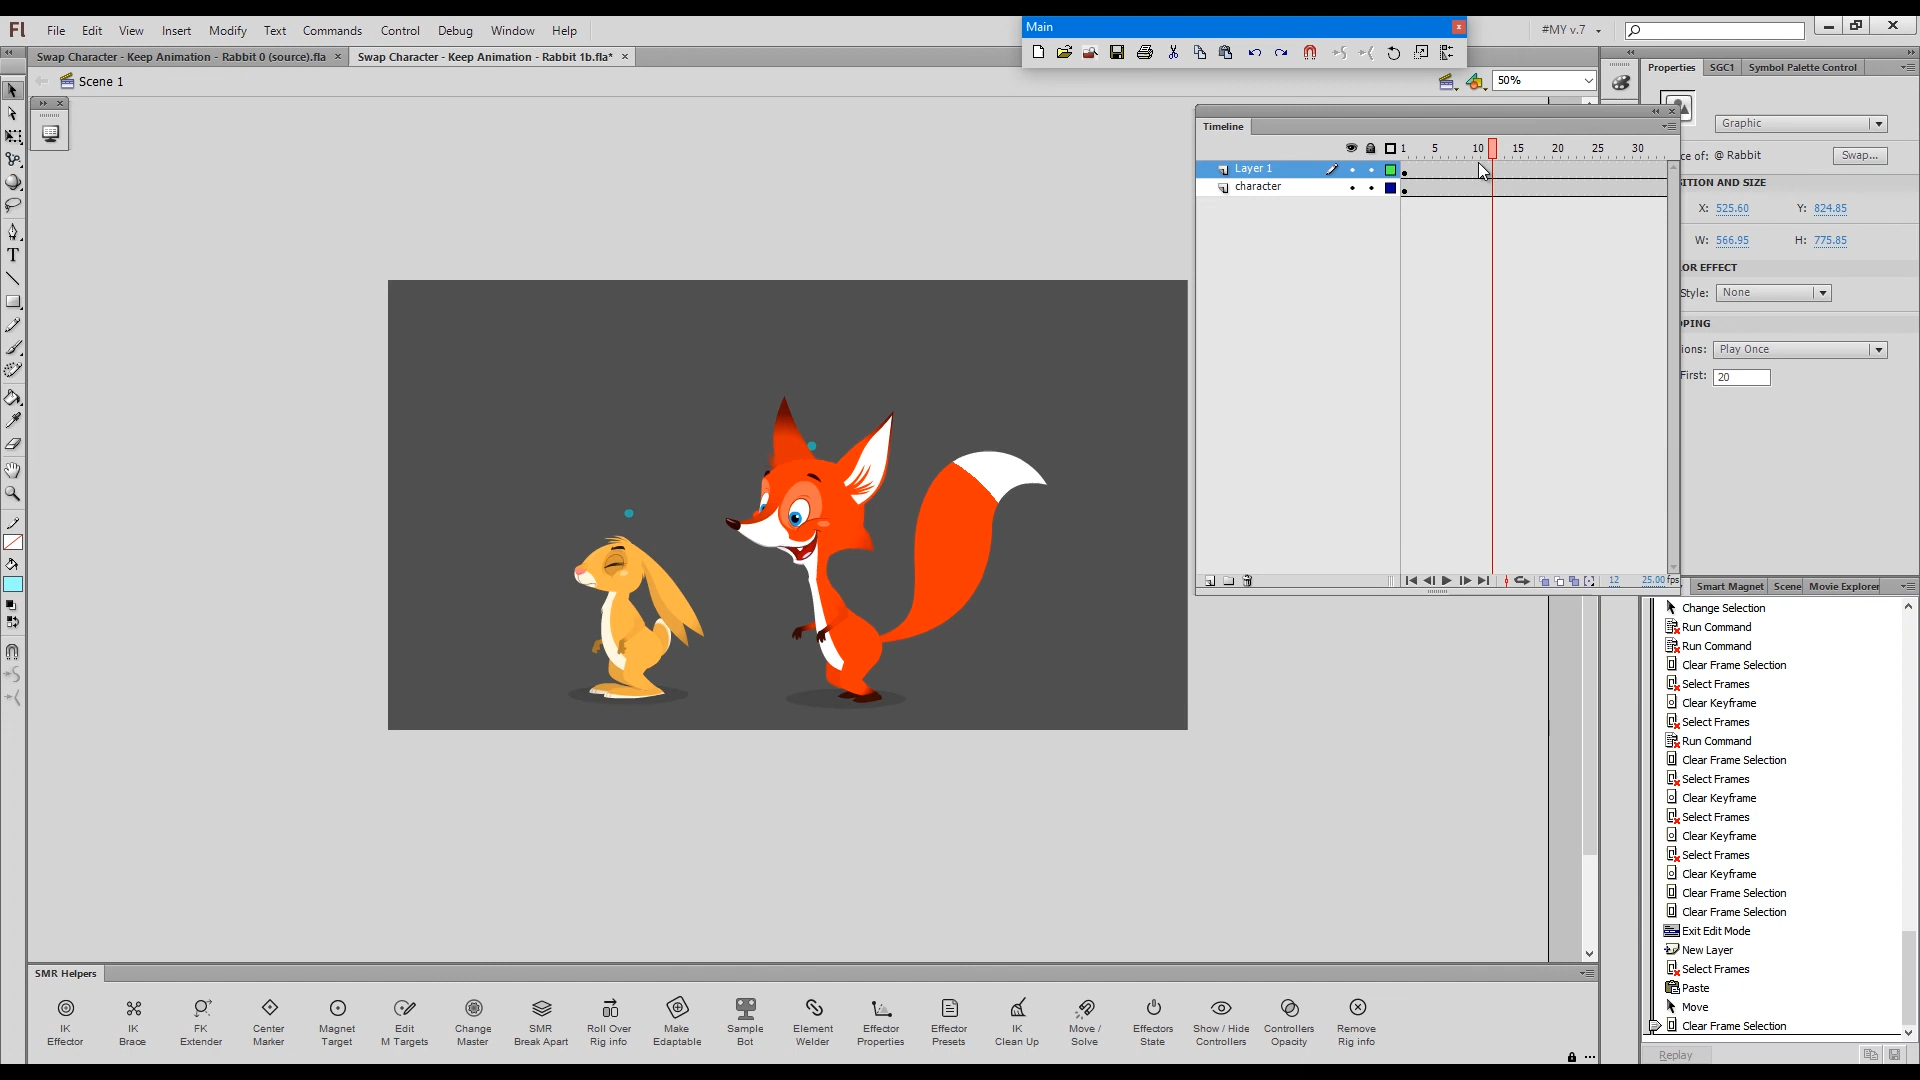 Main
Fl File Edit View Insert Modify Text Commands Control Debug Window Help
#MY v.7
Swap Character - Keep Animation - Rabbit 0 (source).fla × Swap Character - Keep Animation - Rabbit 1b.fla* ×
Scene 1
50%
Properties SGC1 Symbol Palette Control
Graphic
ce of: @ Rabbit Swap...
ITION AND SIZE
X: 525.60 Y: 824.85
W: 566.95 H: 775.85
OR EFFECT
Style: None
PING
ions: Play Once
First: 20
Timeline
1 5 10 15 20 25 30
Layer 1
character
12 25.00 fps
Smart Magnet Scene Movie Explorer
Change Selection
Run Command
Run Command
Clear Frame Selection
Select Frames
Clear Keyframe
Select Frames
Run Command
Clear Frame Selection
Select Frames
Clear Keyframe
Select Frames
Clear Keyframe
Select Frames
Clear Keyframe
Clear Frame Selection
Clear Frame Selection
Exit Edit Mode
New Layer
Select Frames
Paste
Move
Clear Frame Selection
Replay
SMR Helpers
IK Effector
IK Brace
FK Extender
Center Marker
Magnet Target
Edit M Targets
Change Master
SMR Break Apart
Roll Over Rig info
Make Edaptable
Sample Bot
Element Welder
Effector Properties
Effector Presets
IK Clean Up
Move / Solve
Effectors State
Show / Hide Controllers
Controllers Opacity
Remove Rig info